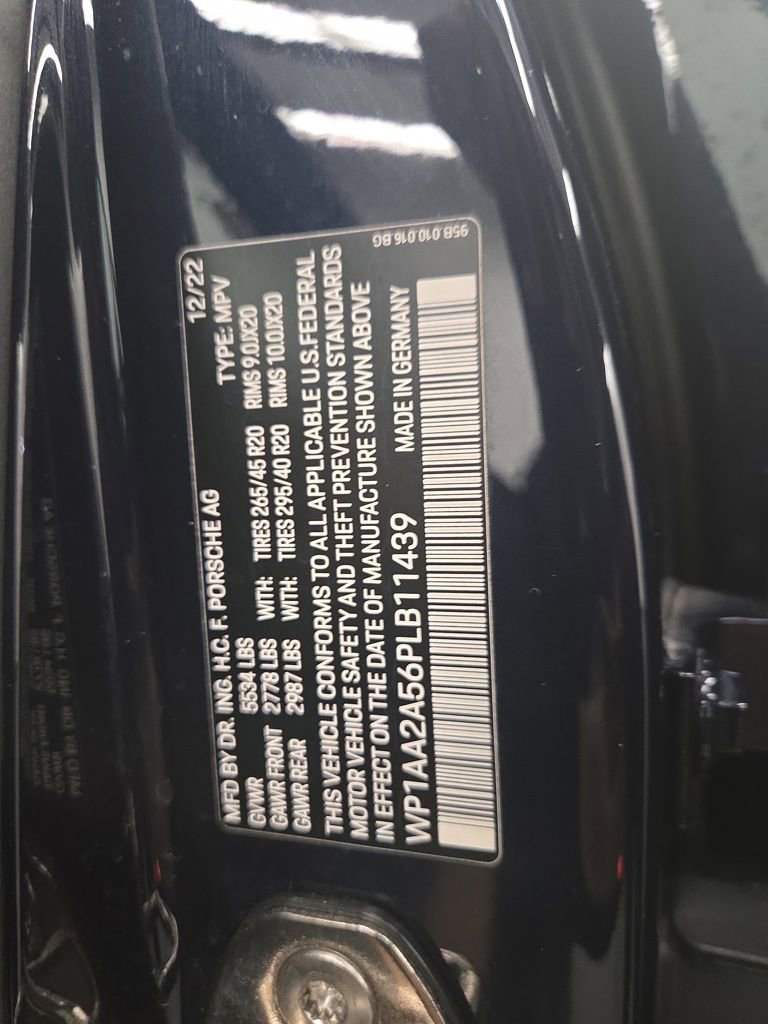 MFD BY DR. ING. H.C. F. PORSCHE AG 12/22
GVWR 5534 LBS TYPE: MPV
GAWR FRONT 2778 LBS WITH: TIRES 265/45 R20 RIMS 9.0JX20
GAWR REAR 2987 LBS WITH: TIRES 295/40 R20 RIMS 10.0JX20
THIS VEHICLE CONFORMS TO ALL APPLICABLE U.S.FEDERAL
MOTOR VEHICLE SAFETY AND THEFT PREVENTION STANDARDS
IN EFFECT ON THE DATE OF MANUFACTURE SHOWN ABOVE
WP1AA2A56PLB11439 MADE IN GERMANY
95B.010.016.BG